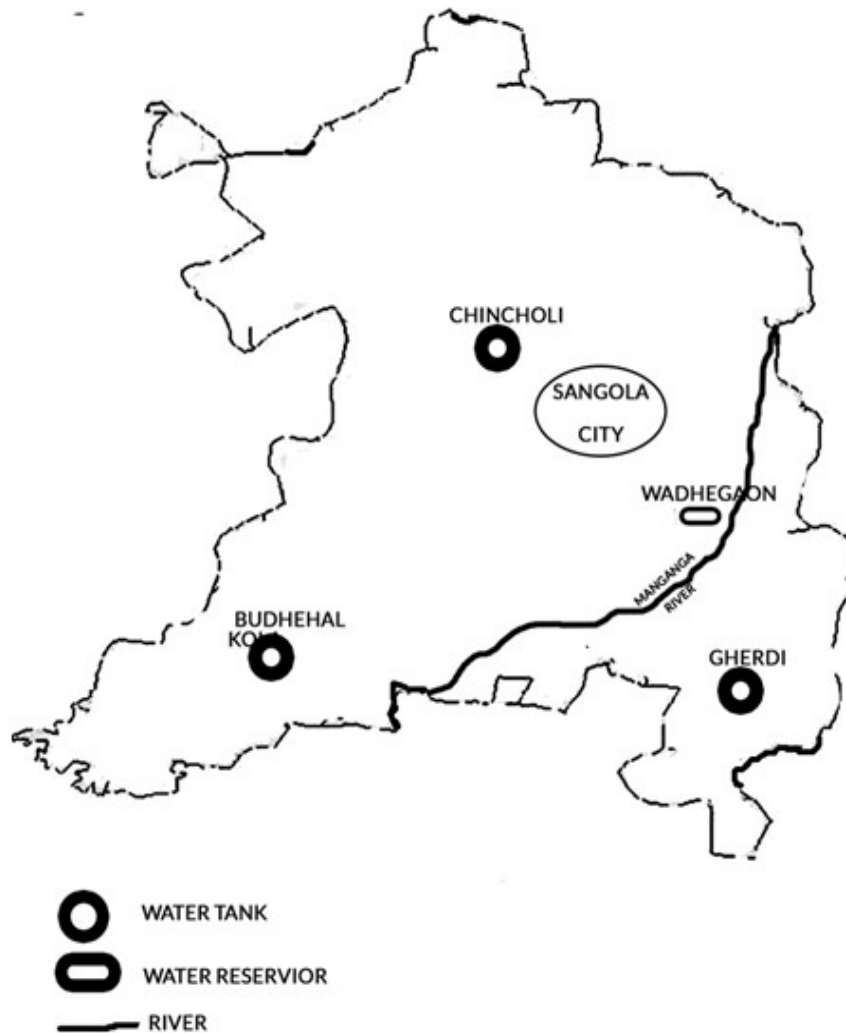 CHINCHOLI
SANGOLA
CITY
WADHEGAON
MANGANGA
RIVER
BUDHEHAL
GHERDI
WATER TANK
WATER RESERVIOR
RIVER